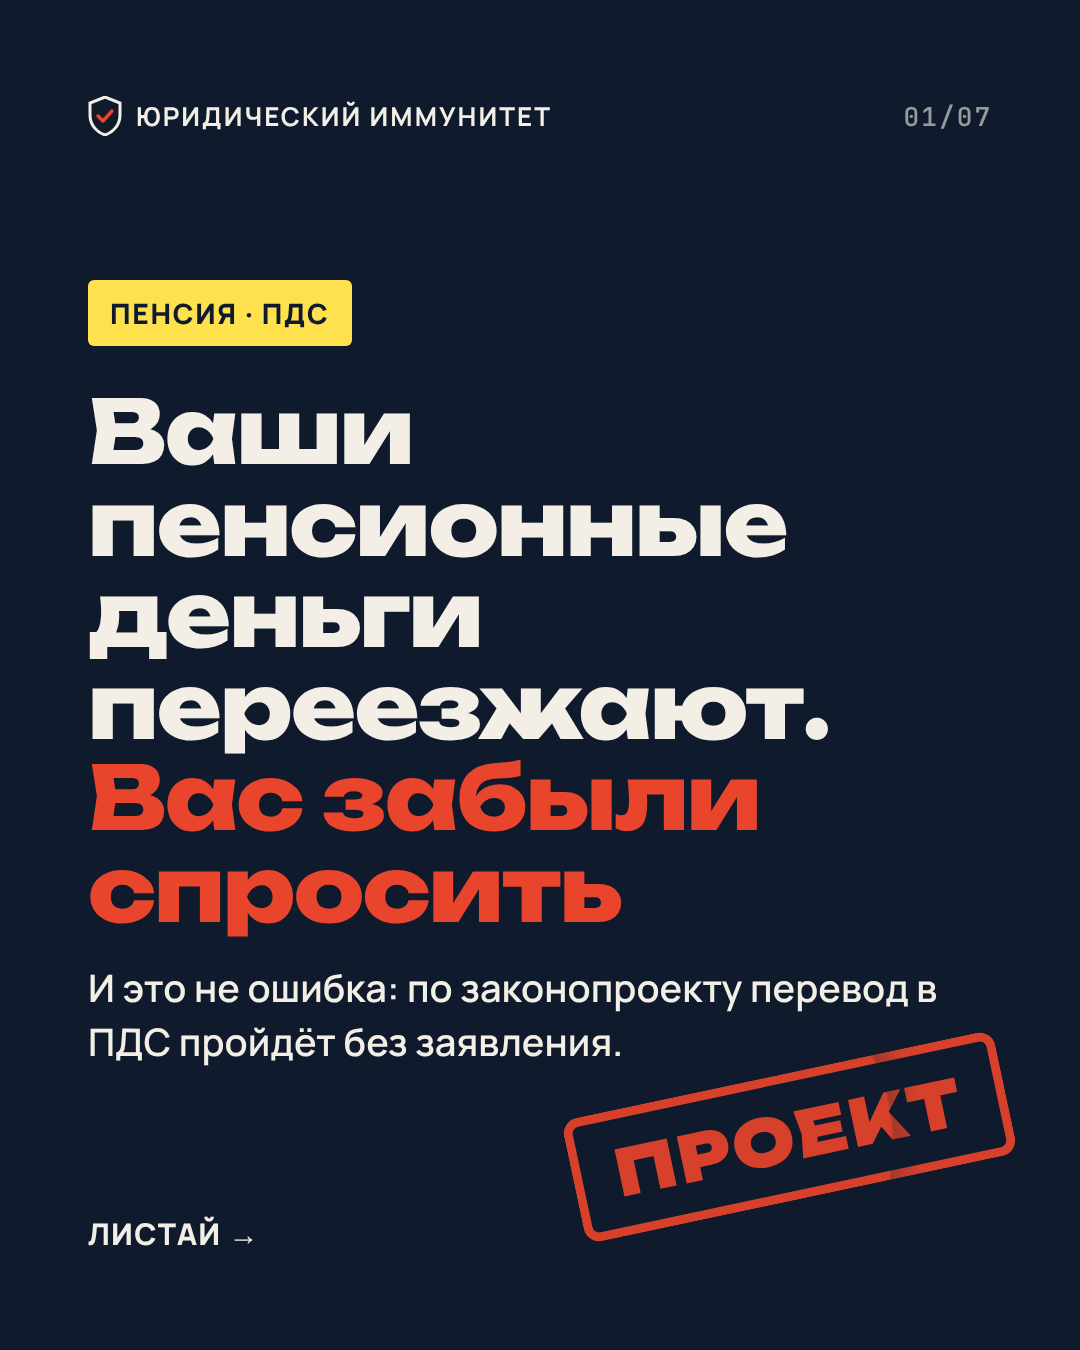 ЮРИДИЧЕСКИЙ ИММУНИТЕТ
01/07
ПЕНСИЯ · ПДС
Ваши
пенсионные
деньги
переезжают.
Вас забыли
спросить
И это не ошибка: по законопроекту перевод в
ПДС пройдёт без заявления.
ПРОЕКТ
ЛИСТАЙ →